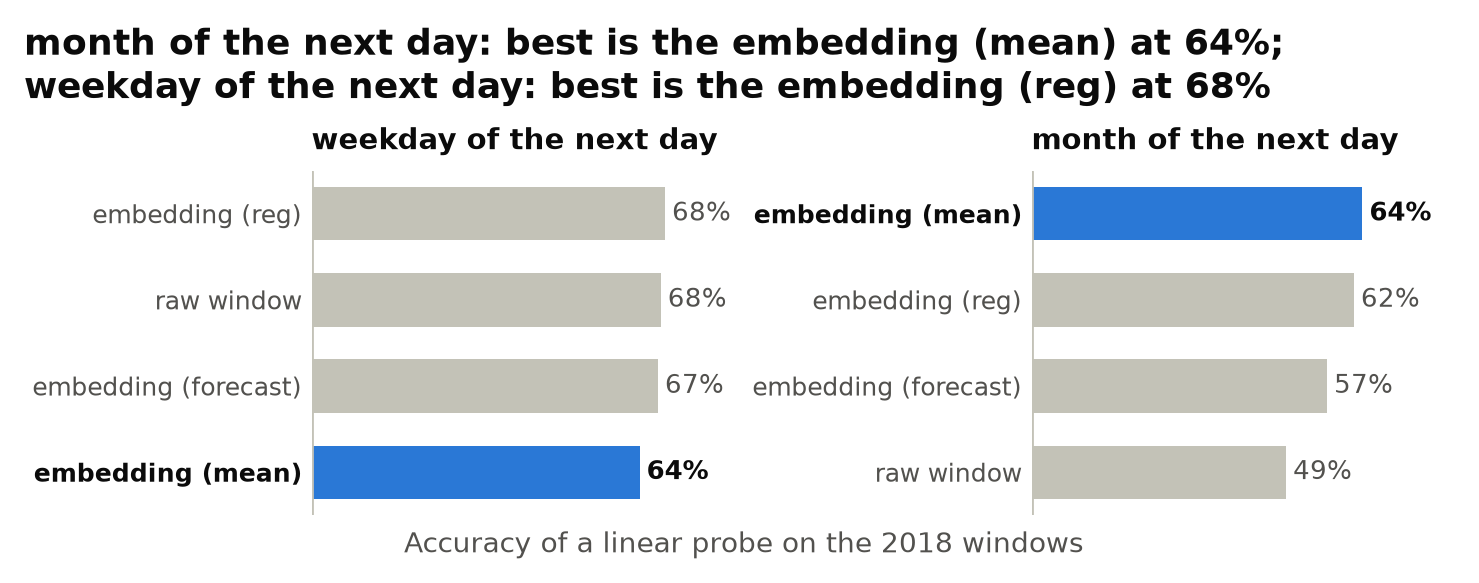 month of the next day: best is the embedding (mean) at 64%;
weekday of the next day: best is the embedding (reg) at 68%
weekday of the next day
embedding (reg) 68%
raw window 68%
embedding (forecast) 67%
embedding (mean) 64%
month of the next day
embedding (mean) 64%
embedding (reg) 62%
embedding (forecast) 57%
raw window 49%
Accuracy of a linear probe on the 2018 windows